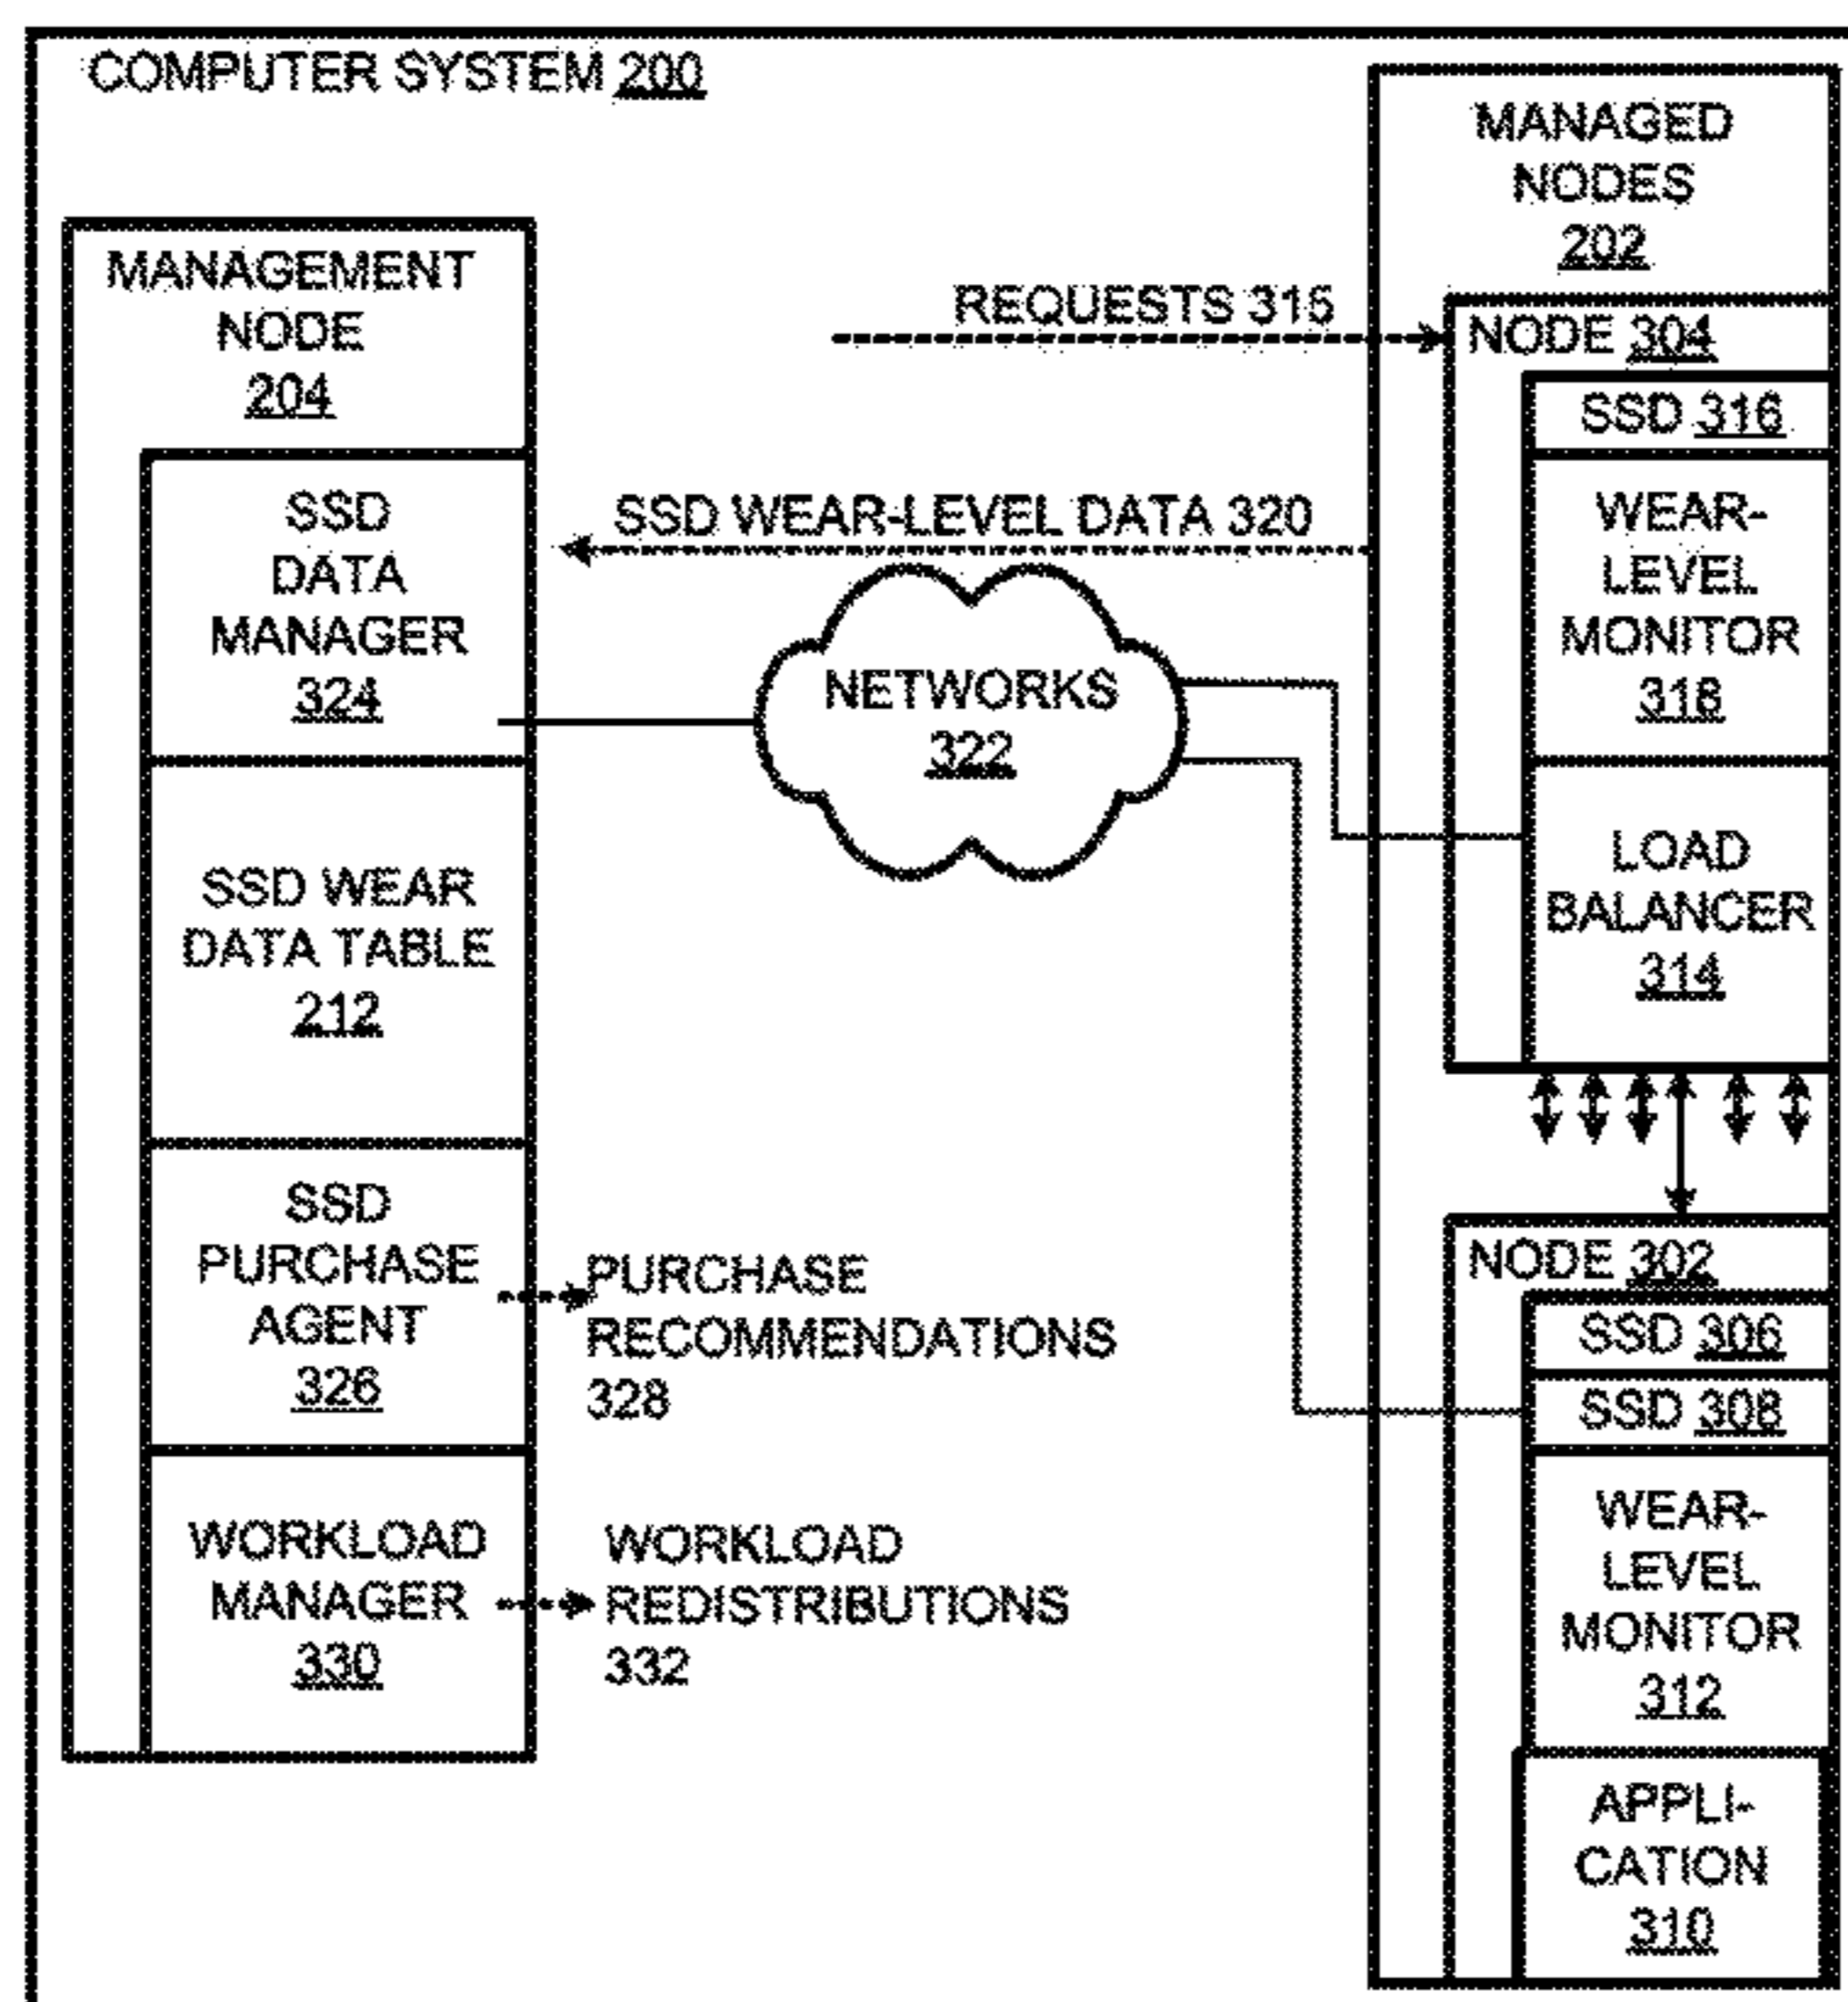 COMPUTER SYSTEM 200
MANAGEMENT
NODE
204
SSD
DATA
MANAGER
324
SSD WEAR
DATA TABLE
212
SSD
PURCHASE
AGENT
326
WORKLOAD
MANAGER
330
REQUESTS 315
SSD WEAR-LEVEL DATA 320
NETWORKS
322
PURCHASE
RECOMMENDATIONS
328
WORKLOAD
REDISTRIBUTIONS
332
MANAGED
NODES
202
NODE 304
SSD 316
WEAR-
LEVEL
MONITOR
318
LOAD
BALANCER
314
NODE 302
SSD 306
SSD 308
WEAR-
LEVEL
MONITOR
312
APPLI-
CATION
310